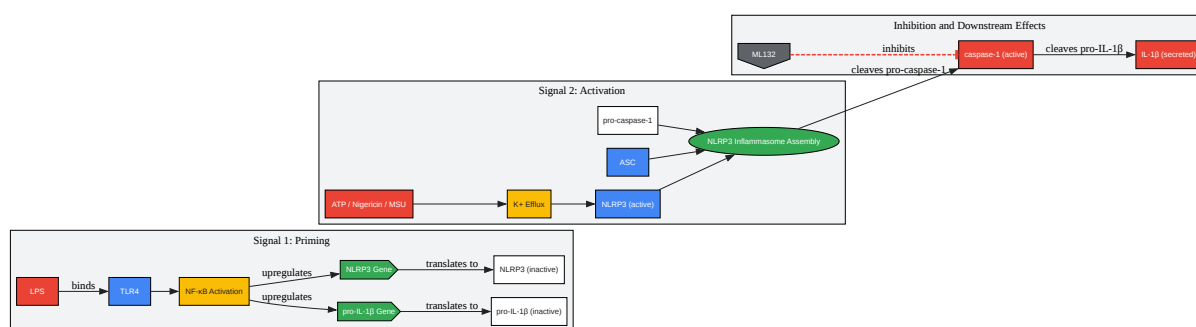 Inhibition and Downstream Effects
ML132
inhibits
caspase-1 (active)
cleaves pro-IL-1β
IL-1β (secreted)
cleaves pro-caspase-1
Signal 2: Activation
pro-caspase-1
NLRP3 Inflammasome Assembly
ASC
ATP / Nigericin / MSU
K+ Efflux
NLRP3 (active)
Signal 1: Priming
LPS
binds
TLR4
NF-κB Activation
upregulates
NLRP3 Gene
translates to
NLRP3 (inactive)
upregulates
pro-IL-1β Gene
translates to
pro-IL-1β (inactive)